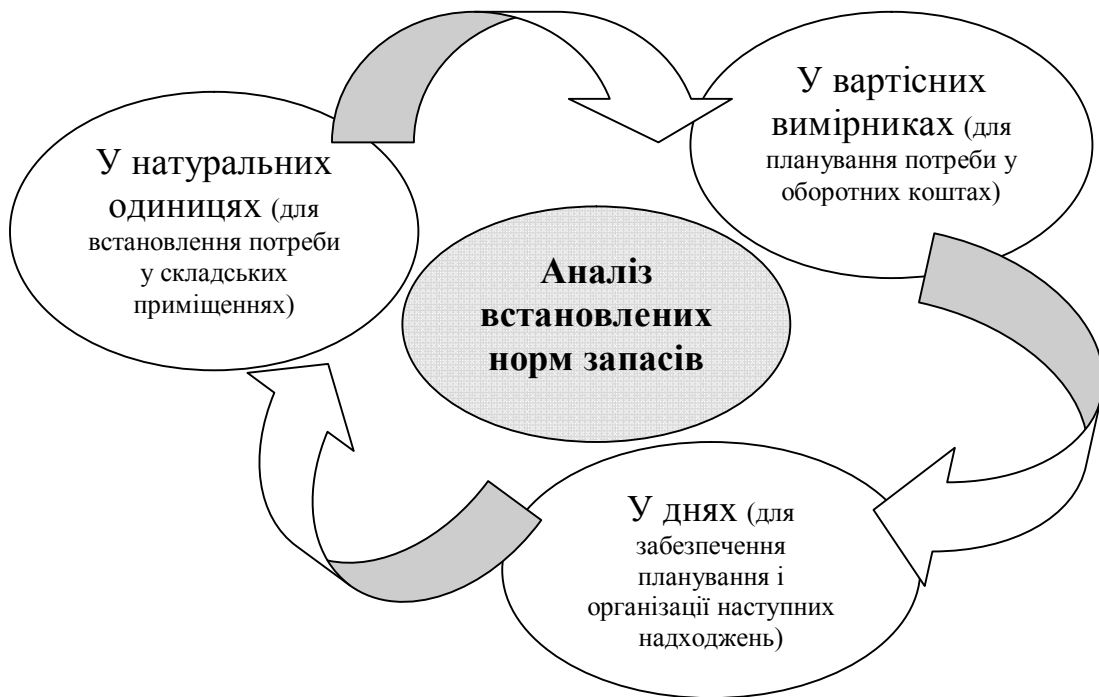 У натуральних
одиницях (для
встановлення потреби
у складських
приміщеннях)
У вартісних
вимірниках (для
планування потреби у
оборотних коштах)
Аналіз
встановлених
норм запасів
У днях (для
забезпечення
планування і
організації наступних
надходжень)